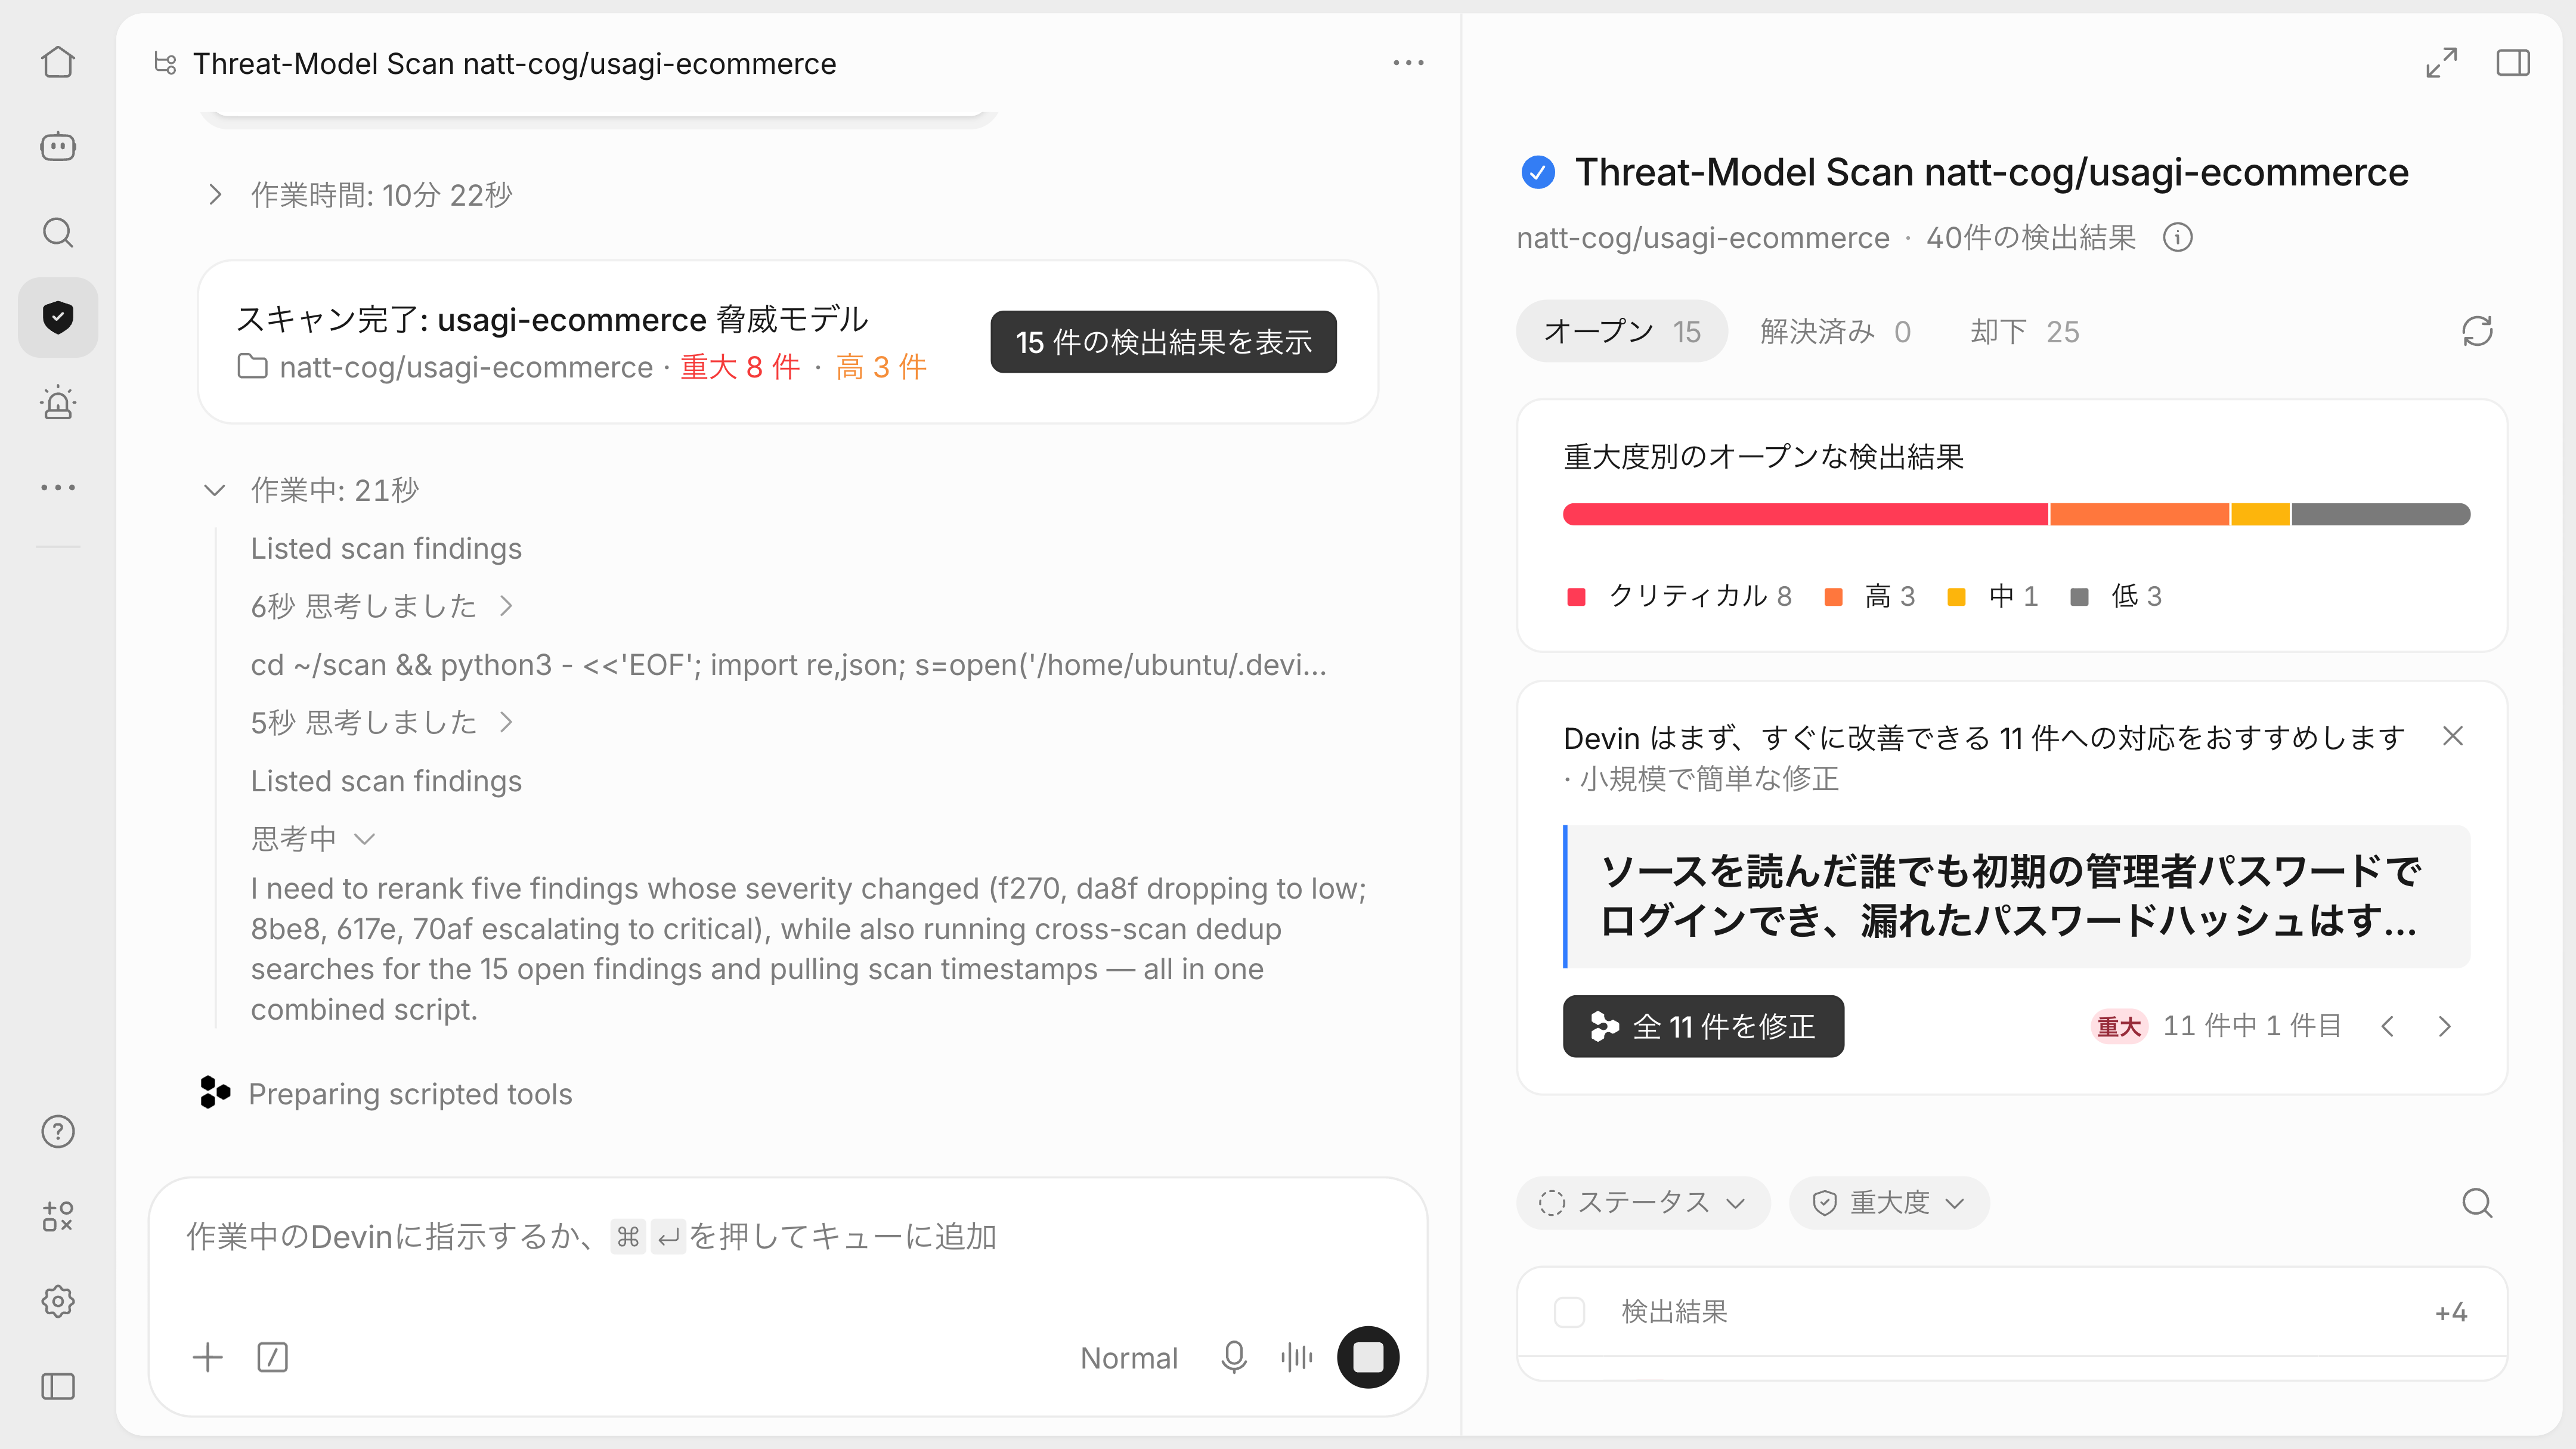 Threat-Model Scan natt-cog/usagi-ecommerce
作業時間: 10分 22秒
スキャン完了: usagi-ecommerce 脅威モデル
natt-cog/usagi-ecommerce · 重大 8 件 · 高 3 件
15 件の検出結果を表示
作業中: 21秒
Listed scan findings
6秒 思考しました
cd ~/scan && python3 - <<'EOF'; import re,json; s=open('/home/ubuntu/.devi...
5秒 思考しました
Listed scan findings
思考中
I need to rerank five findings whose severity changed (f270, da8f dropping to low;
8be8, 617e, 70af escalating to critical), while also running cross-scan dedup
searches for the 15 open findings and pulling scan timestamps — all in one
combined script.
Preparing scripted tools
作業中のDevinに指示するか、⌘ ↵ を押してキューに追加
Normal
Threat-Model Scan natt-cog/usagi-ecommerce
natt-cog/usagi-ecommerce · 40件の検出結果
オープン 15 解決済み 0 却下 25
重大度別のオープンな検出結果
クリティカル 8 高 3 中 1 低 3
Devin はまず、すぐに改善できる 11 件への対応をおすすめします
· 小規模で簡単な修正
ソースを読んだ誰でも初期の管理者パスワードで
ログインでき、漏れたパスワードハッシュはす...
全 11 件を修正
重大 11 件中 1 件目
ステータス 重大度
検出結果 +4